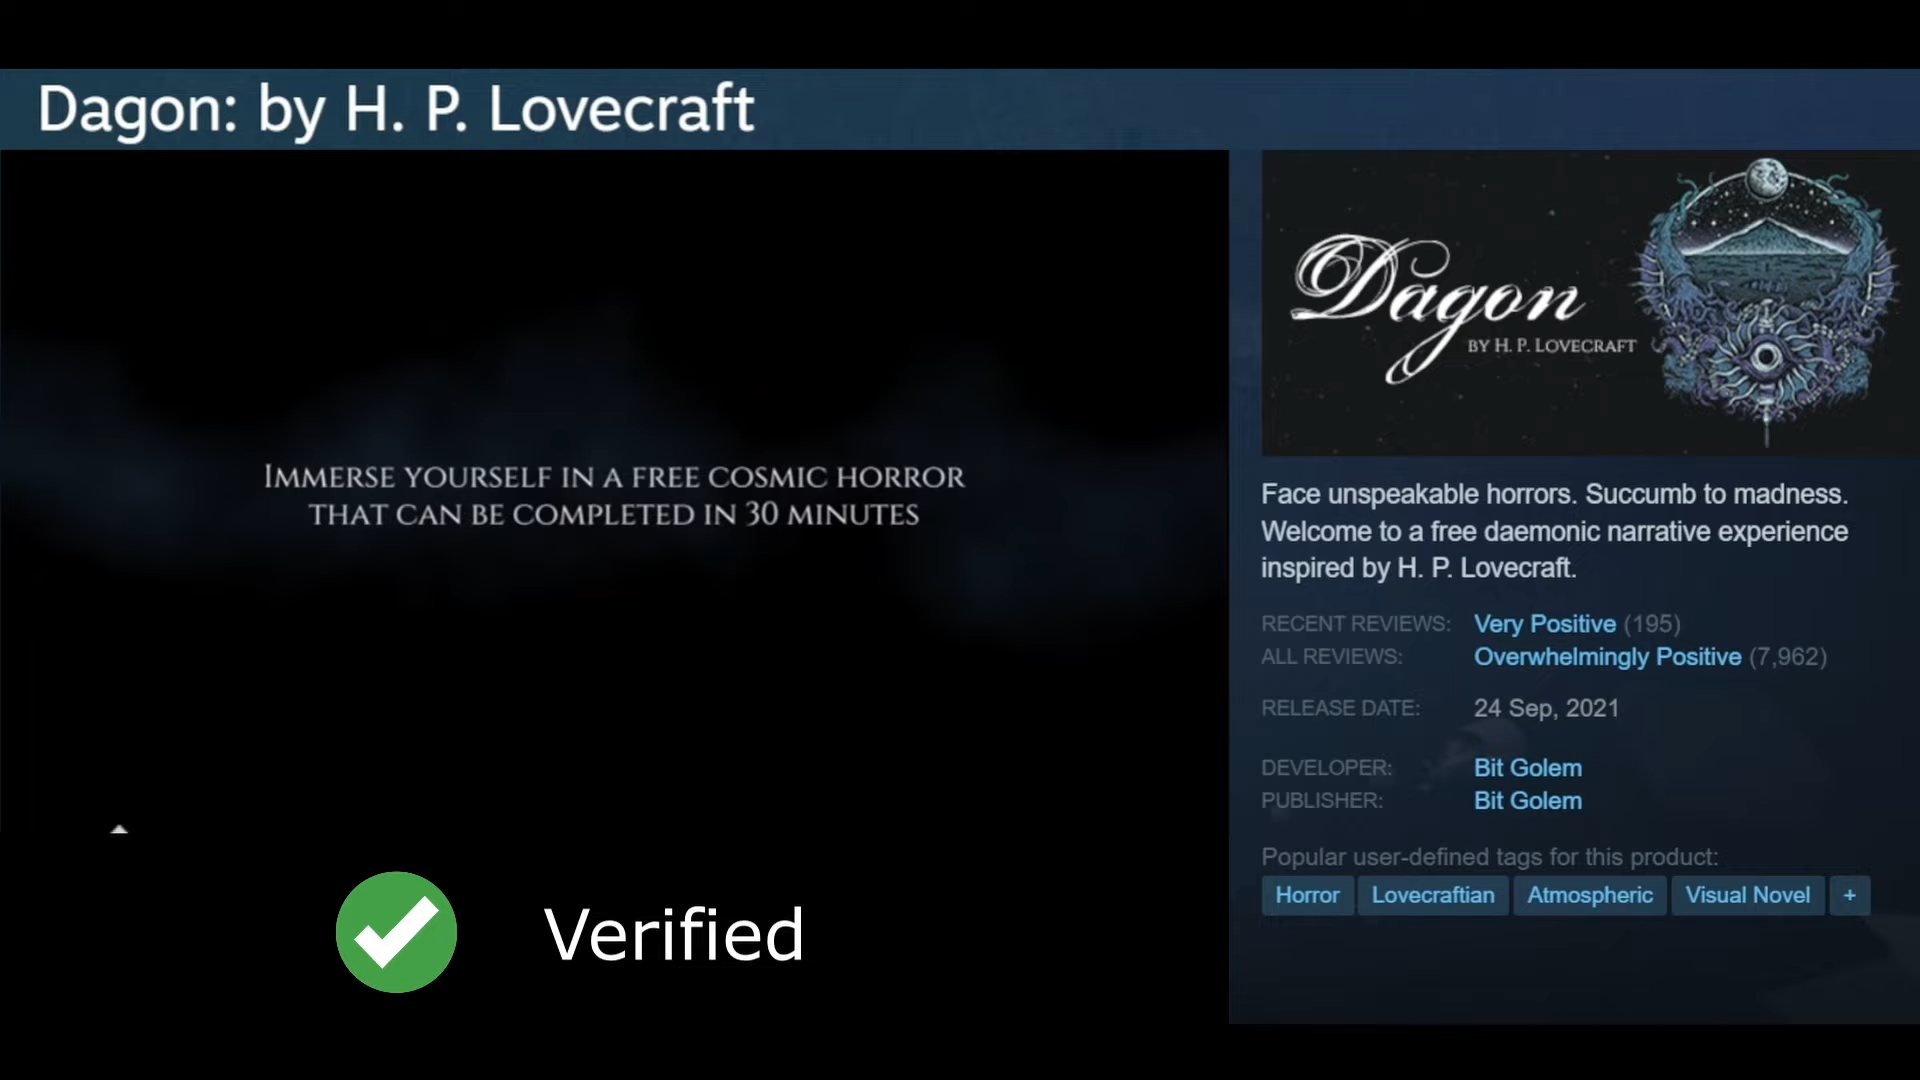 Dagon: by H. P. Lovecraft
IMMERSE YOURSELF IN A FREE COSMIC HORROR
THAT CAN BE COMPLETED IN 30 MINUTES
Verified
Dagon
BY H. P. LOVECRAFT
Face unspeakable horrors. Succumb to madness.
Welcome to a free daemonic narrative experience
inspired by H. P. Lovecraft.
RECENT REVIEWS: Very Positive (195)
ALL REVIEWS: Overwhelmingly Positive (7,962)
RELEASE DATE: 24 Sep, 2021
DEVELOPER: Bit Golem
PUBLISHER: Bit Golem
Popular user-defined tags for this product:
Horror Lovecraftian Atmospheric Visual Novel +